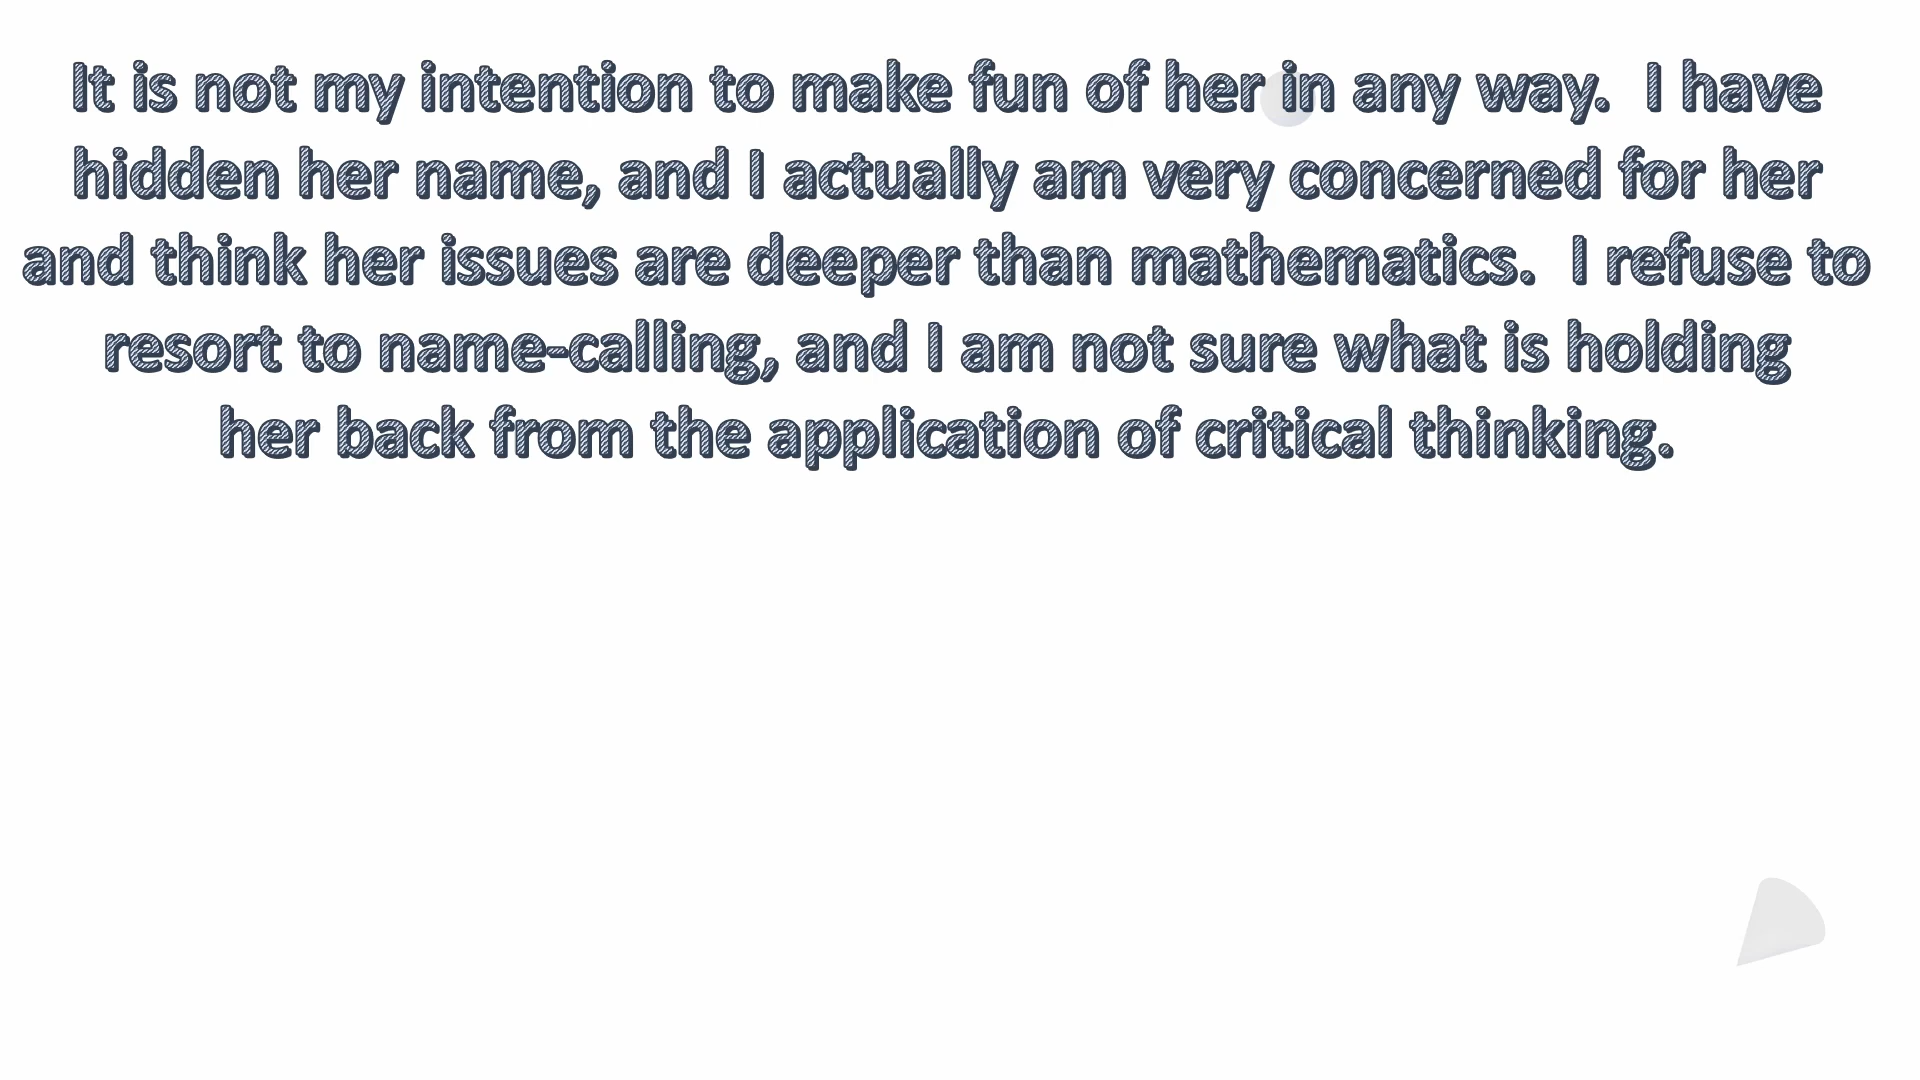 It is not my intention to make fun of her in any way.  I have
hidden her name, and I actually am very concerned for her
and think her issues are deeper than mathematics.  I refuse to
resort to name-calling, and I am not sure what is holding
her back from the application of critical thinking.